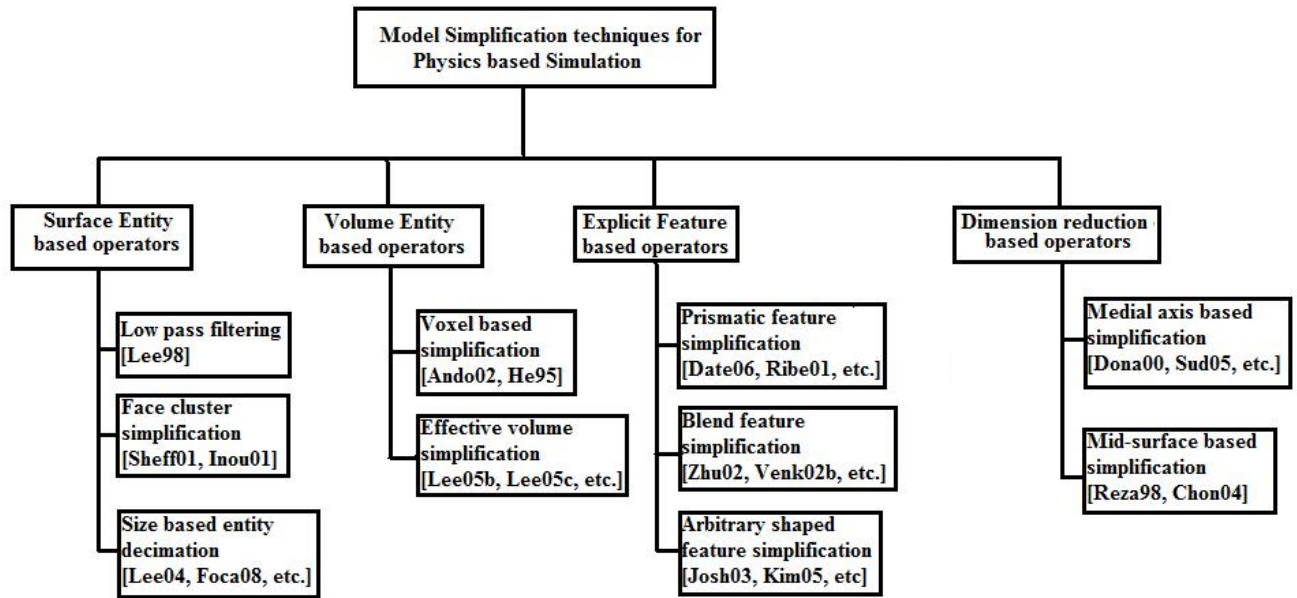 Model Simplification techniques for
Physics based Simulation
Surface Entity
based operators
Volume Entity
based operators
Explicit Feature
based operators
Dimension reduction
based operators
Low pass filtering
[Lee98]
Face cluster
simplification
[Sheff01, Inou01]
Size based entity
decimation
[Lee04, Foca08, etc.]
Voxel based
simplification
[Ando02, He95]
Effective volume
simplification
[Lee05b, Lee05c, etc.]
Prismatic feature
simplification
[Date06, Ribe01, etc.]
Blend feature
simplification
[Zhu02, Venk02b, etc.]
Arbitrary shaped
feature simplification
[Josh03, Kim05, etc]
Medial axis based
simplification
[Dona00, Sud05, etc.]
Mid-surface based
simplification
[Reza98, Chon04]